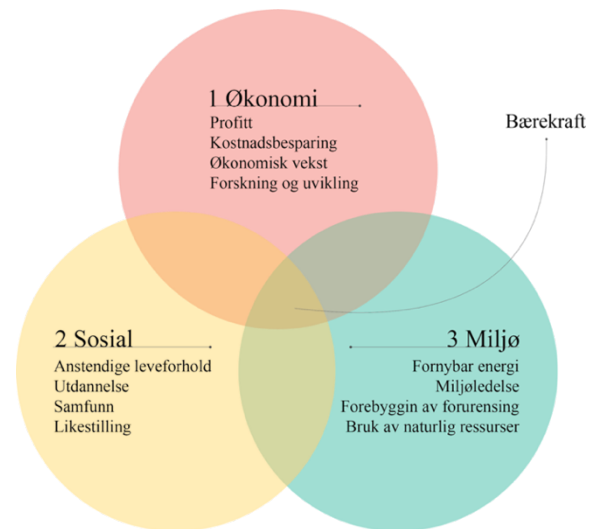 1 Økonomi
Profitt
Kostnadsbesparing
Økonomisk vekst
Forskning og uvikling
Bærekraft
2 Sosial
Anstendige leveforhold
Utdannelse
Samfunn
Likestilling
3 Miljø
Fornybar energi
Miljøledelse
Forebyggin av forurensing
Bruk av naturlig ressurser